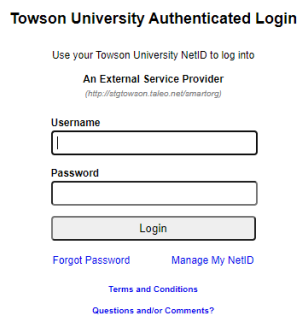 Towson University Authenticated Login
Use your Towson University NetID to log into
An External Service Provider
(http://stgtowson.taleo.net/smartorg)
Username
Password
Login
Forgot Password Manage My NetID
Terms and Conditions
Questions and/or Comments?